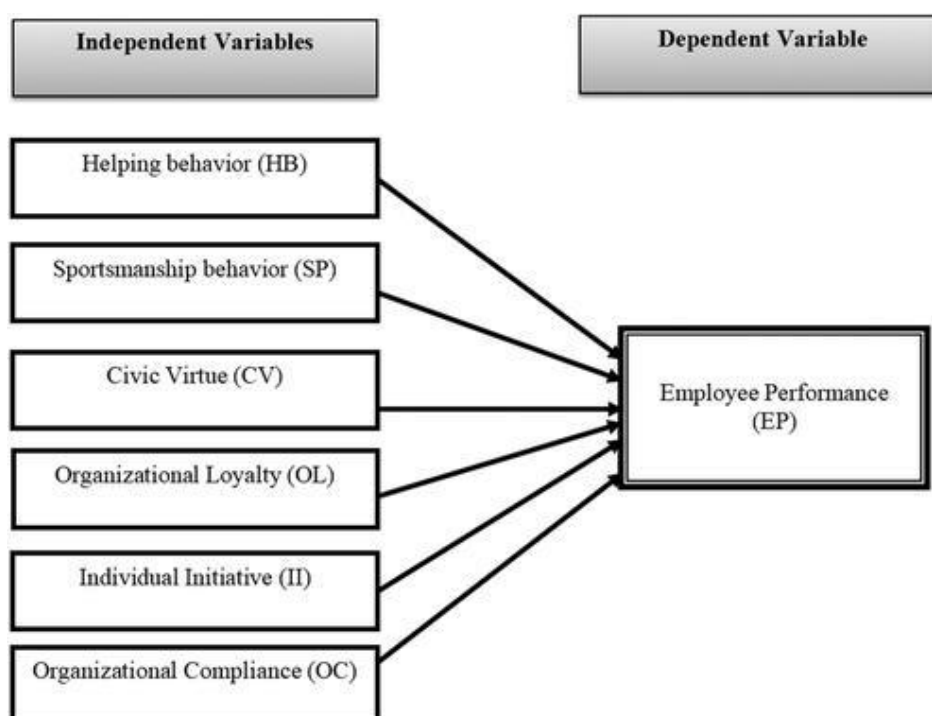 Independent Variables
Dependent Variable
Helping behavior (HB)
Sportsmanship behavior (SP)
Civic Virtue (CV)
Organizational Loyalty (OL)
Individual Initiative (II)
Organizational Compliance (OC)
Employee Performance
(EP)